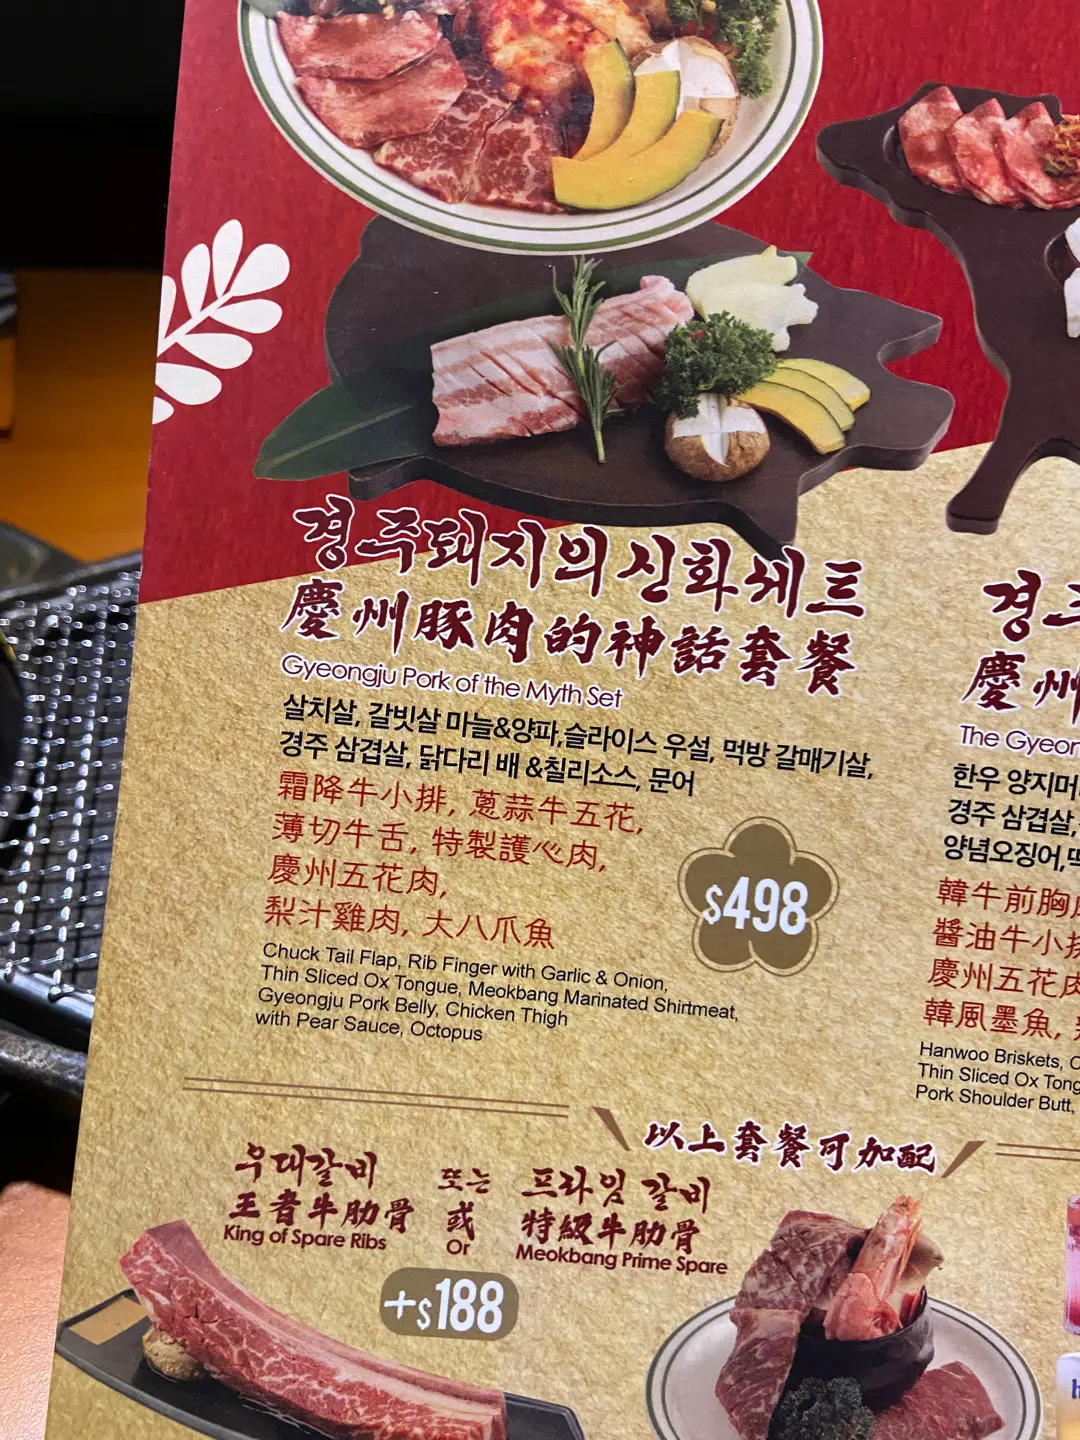 경주돼지의신화세트
慶州豚肉的神話套餐
Gyeongju Pork of the Myth Set
살치살, 갈빗살 마늘&양파,슬라이스 우설, 먹방 갈매기살,
경주 삼겹살, 닭다리 배 &칠리소스, 문어
霜降牛小排, 蔥蒜牛五花,
薄切牛舌, 特製護心肉,
慶州五花肉,
梨汁雞肉, 大八爪魚
$498
Chuck Tail Flap, Rib Finger with Garlic & Onion,
Thin Sliced Ox Tongue, Meokbang Marinated Shirtmeat,
Gyeongju Pork Belly, Chicken Thigh
with Pear Sauce, Octopus
慶州
The Gyeon
한우 양지머
경주 삼겹살,
양념오징어,떡
韓牛前胸
醬油牛小排
慶州五花肉
韓風墨魚,
Hanwoo Briskets, C
Thin Sliced Ox Tong
Pork Shoulder Butt,
以上套餐可加配
우대갈비
王者牛肋骨
King of Spare Ribs
또는
或
Or
프라임 갈비
特級牛肋骨
Meokbang Prime Spare
+$188